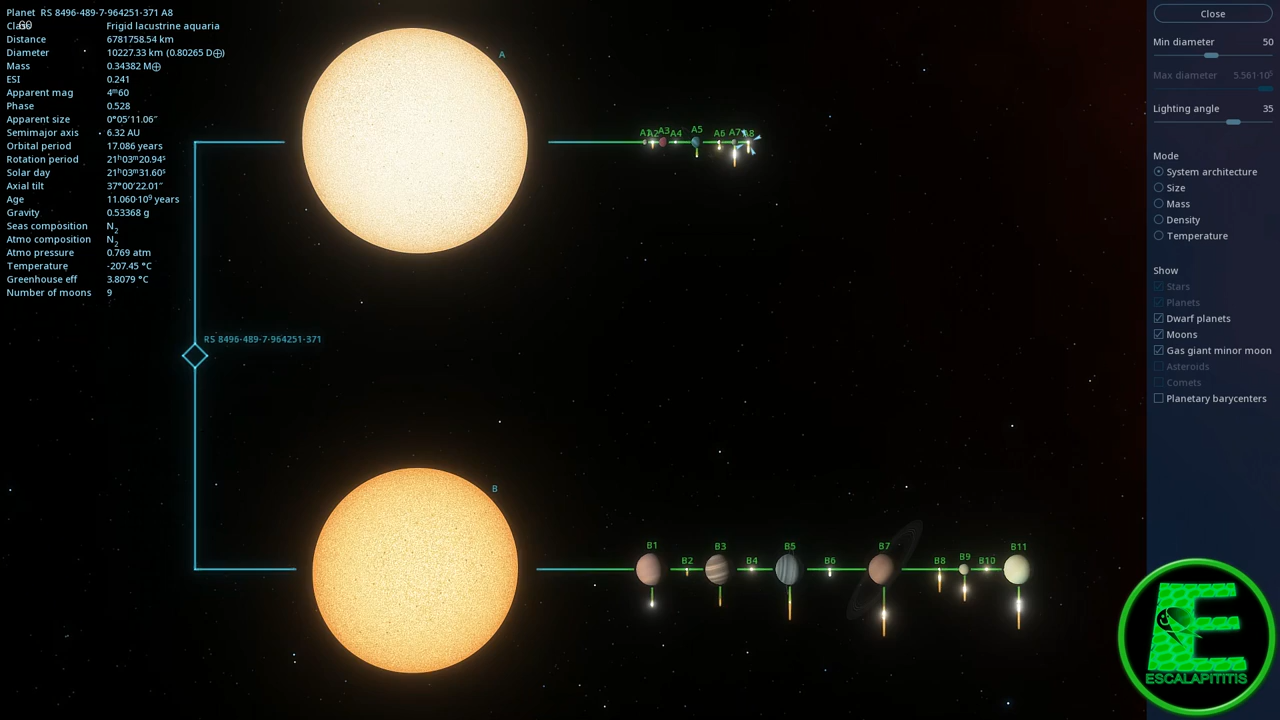 Planet RS 8496-489-7-964251-371 A8
60
Class Frigid lacustrine aquaria
Distance 6781758.54 km
Diameter 10227.33 km (0.80265 D⊕)
Mass 0.34382 M⊕
ESI 0.241
Apparent mag 4ᵐ60
Phase 0.528
Apparent size 0°05′11.06″
Semimajor axis 6.32 AU
Orbital period 17.086 years
Rotation period 21ʰ03ᵐ20.94ˢ
Solar day 21ʰ03ᵐ31.60ˢ
Axial tilt 37°00′22.01″
Age 11.060·10⁹ years
Gravity 0.53368 g
Seas composition N₂
Atmo composition N₂
Atmo pressure 0.769 atm
Temperature -207.45 °C
Greenhouse eff 3.8079 °C
Number of moons 9
A
A1 A2 A3 A4 A5 A6 A7 A8
RS 8496-489-7-964251-371
B
B1 B2 B3 B4 B5 B6 B7 B8 B9 B10 B11
Close
Min diameter 50
Max diameter 5.561·10⁵
Lighting angle 35
Mode
System architecture
Size
Mass
Density
Temperature
Show
Stars
Planets
Dwarf planets
Moons
Gas giant minor moon
Asteroids
Comets
Planetary barycenters
E
ESCALAPITITIS